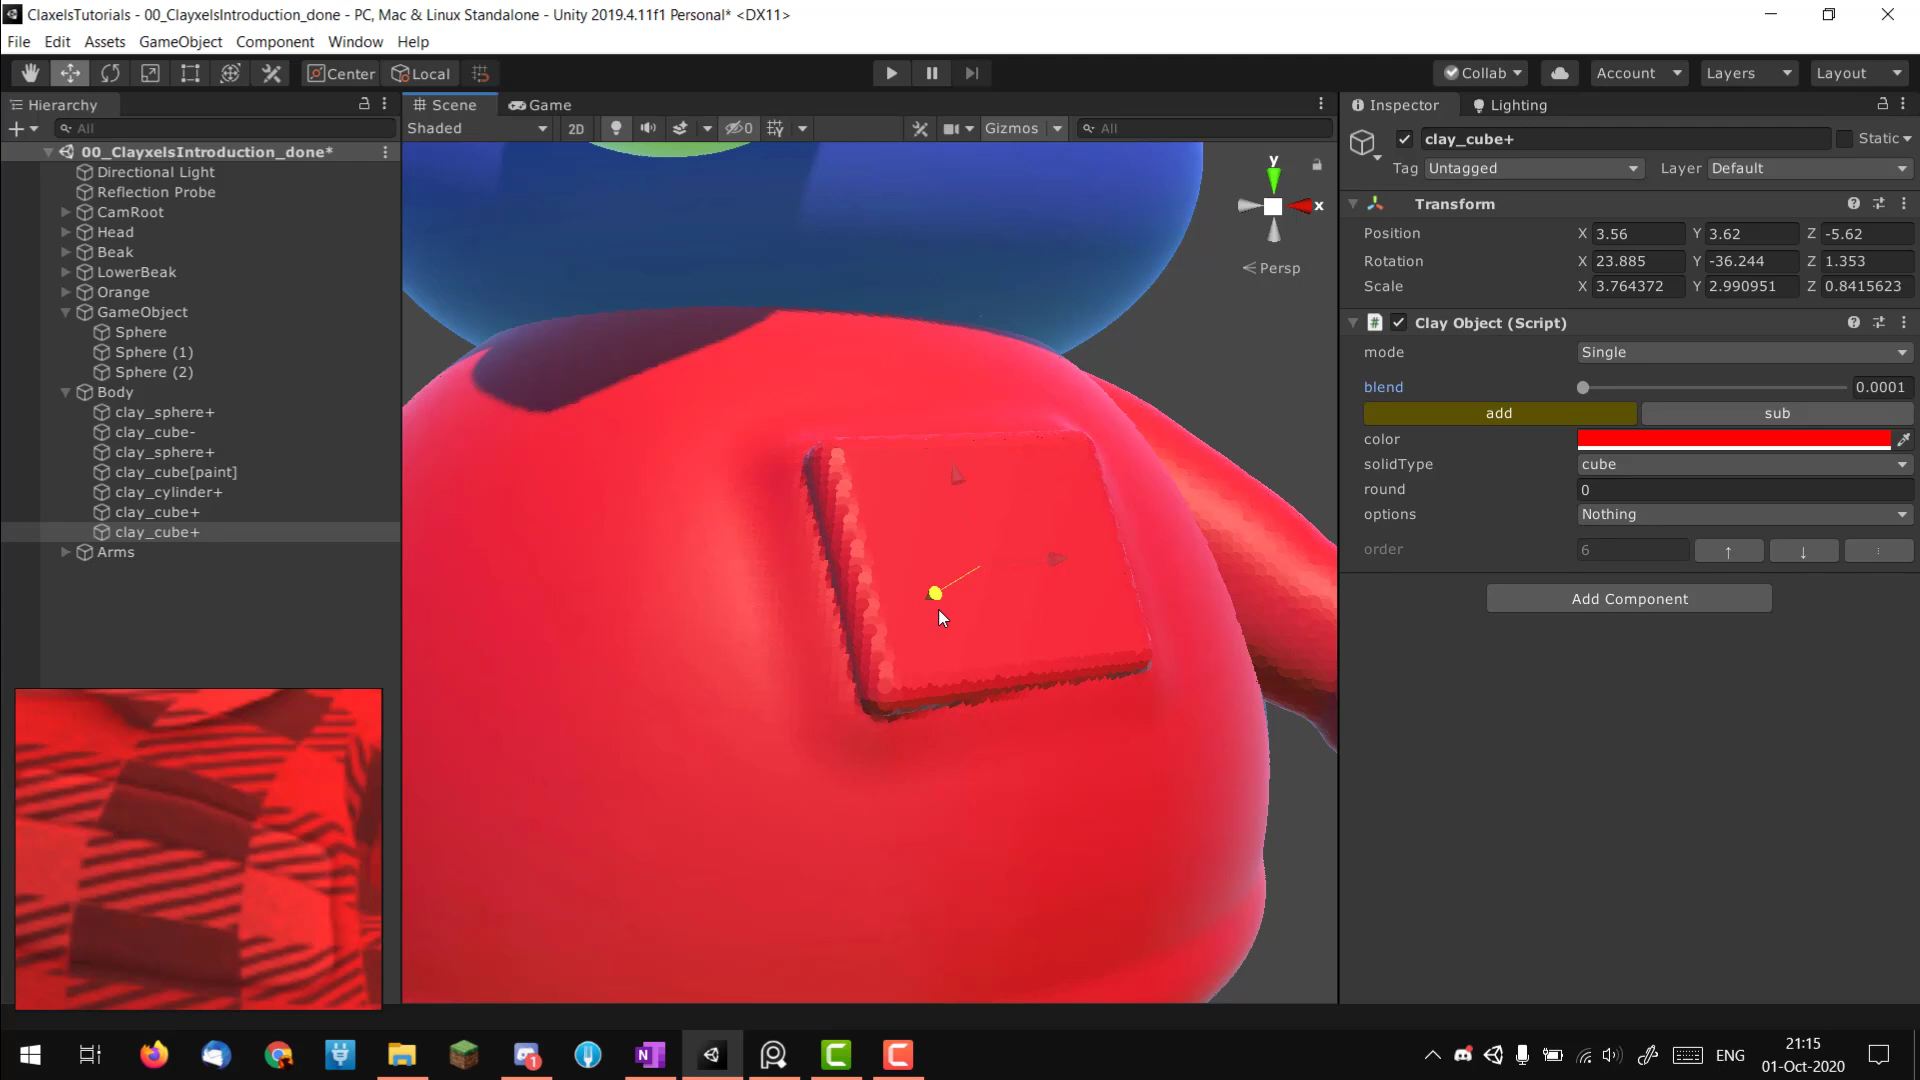 ClaxelsTutorials - 00_ClayxelsIntroduction_done - PC, Mac & Linux Standalone - Unity 2019.4.11f1 Personal* <DX11>
File Edit Assets GameObject Component Window Help
Center Local Collab Account Layers Layout
Hierarchy
All
00_ClayxelsIntroduction_done*
Directional Light
Reflection Probe
CamRoot
Head
Beak
LowerBeak
Orange
GameObject
Sphere
Sphere (1)
Sphere (2)
Body
clay_sphere+
clay_cube-
clay_sphere+
clay_cube[paint]
clay_cylinder+
clay_cube+
clay_cube+
Arms
Scene Game
Shaded 2D 0 Gizmos All
y
x
Persp
Inspector Lighting
clay_cube+ Static
Tag Untagged Layer Default
Transform
Position X 3.56 Y 3.62 Z -5.62
Rotation X 23.885 Y -36.244 Z 1.353
Scale X 3.764372 Y 2.990951 Z 0.8415623
# Clay Object (Script)
mode Single
blend 0.0001
add sub
color
solidType cube
round 0
options Nothing
order 6 ↑ ↓ :
Add Component
1 N ENG 21:15
01-Oct-2020